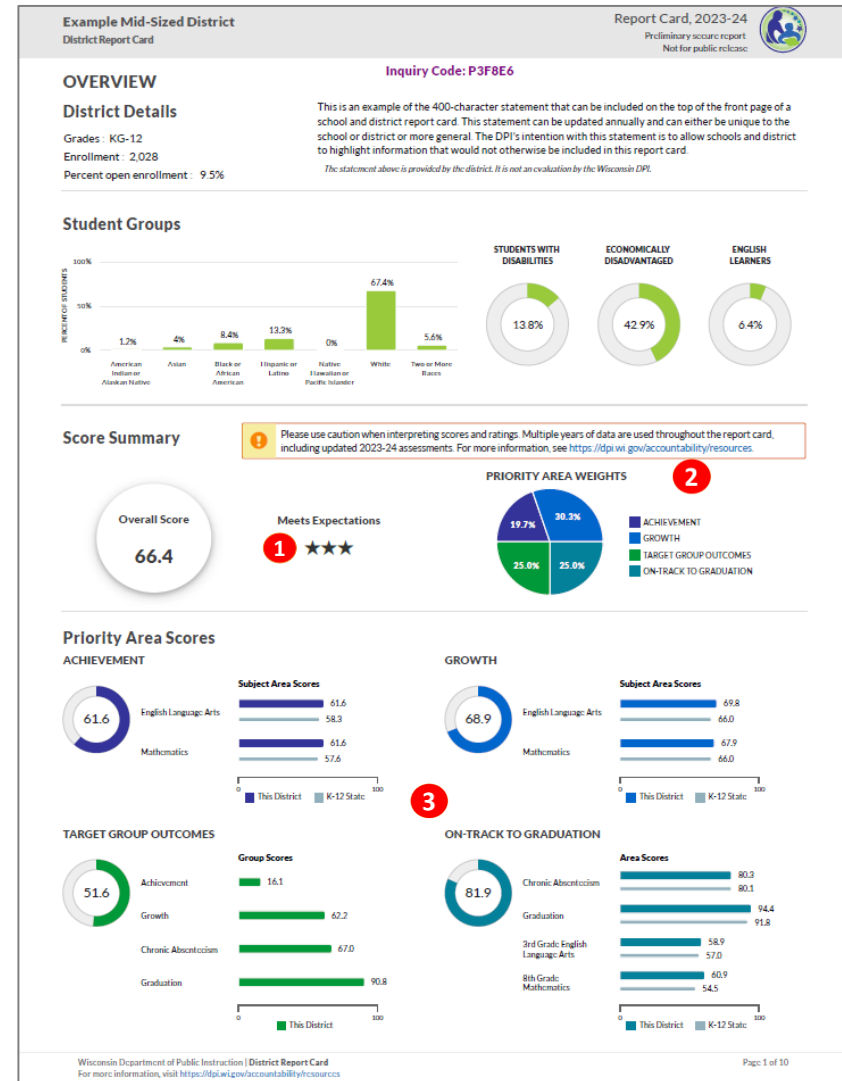 Example Mid-Sized District
District Report Card
Report Card, 2023-24
Preliminary secure report
Not for public release
OVERVIEW
Inquiry Code: P3F8E6
District Details
Grades : KG-12
Enrollment : 2,028
Percent open enrollment : 9.5%
This is an example of the 400-character statement that can be included on the top of the front page of a
school and district report card. This statement can be updated annually and can either be unique to the
school or district or more general. The DPI's intention with this statement is to allow schools and district
to highlight information that would not otherwise be included in this report card.
The statement above is provided by the district. It is not an evaluation by the Wisconsin DPI.
Student Groups
PERCENT OF STUDENTS
100%
50%
0%
1.2%
4%
8.4%
13.3%
0%
67.4%
5.6%
American
Indian or
Alaskan Native
Asian
Black or
African
American
Hispanic or
Latino
Native
Hawaiian or
Pacific Islander
White
Two or More
Races
STUDENTS WITH
DISABILITIES
13.8%
ECONOMICALLY
DISADVANTAGED
42.9%
ENGLISH
LEARNERS
6.4%
Score Summary
Please use caution when interpreting scores and ratings. Multiple years of data are used throughout the report card,
including updated 2023-24 assessments. For more information, see https://dpi.wi.gov/accountability/resources.
Overall Score
66.4
Meets Expectations
1 ★★★
PRIORITY AREA WEIGHTS
2
19.7%
30.3%
25.0%
25.0%
ACHIEVEMENT
GROWTH
TARGET GROUP OUTCOMES
ON-TRACK TO GRADUATION
Priority Area Scores
ACHIEVEMENT
61.6
Subject Area Scores
English Language Arts
61.6
58.3
Mathematics
61.6
57.6
0
100
This District
K-12 State
GROWTH
68.9
Subject Area Scores
English Language Arts
69.8
66.0
Mathematics
67.9
66.0
0
100
This District
K-12 State
3
TARGET GROUP OUTCOMES
51.6
Group Scores
Achievement
16.1
Growth
62.2
Chronic Absenteeism
67.0
Graduation
90.8
0
100
This District
ON-TRACK TO GRADUATION
81.9
Area Scores
Chronic Absenteeism
80.3
80.1
Graduation
94.4
91.8
3rd Grade English
Language Arts
58.9
57.0
8th Grade
Mathematics
60.9
54.5
0
100
This District
K-12 State
Wisconsin Department of Public Instruction | District Report Card
For more information, visit https://dpi.wi.gov/accountability/resources
Page 1 of 10